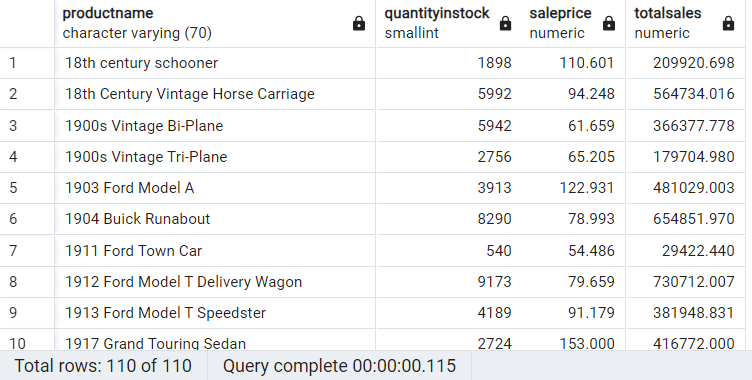 productname quantityinstock saleprice totalsales
character varying (70) smallint numeric numeric
1 18th century schooner 1898 110.601 209920.698
2 18th Century Vintage Horse Carriage 5992 94.248 564734.016
3 1900s Vintage Bi-Plane 5942 61.659 366377.778
4 1900s Vintage Tri-Plane 2756 65.205 179704.980
5 1903 Ford Model A 3913 122.931 481029.003
6 1904 Buick Runabout 8290 78.993 654851.970
7 1911 Ford Town Car 540 54.486 29422.440
8 1912 Ford Model T Delivery Wagon 9173 79.659 730712.007
9 1913 Ford Model T Speedster 4189 91.179 381948.831
10 1917 Grand Touring Sedan 2724 153.000 416772.000
Total rows: 110 of 110 Query complete 00:00:00.115